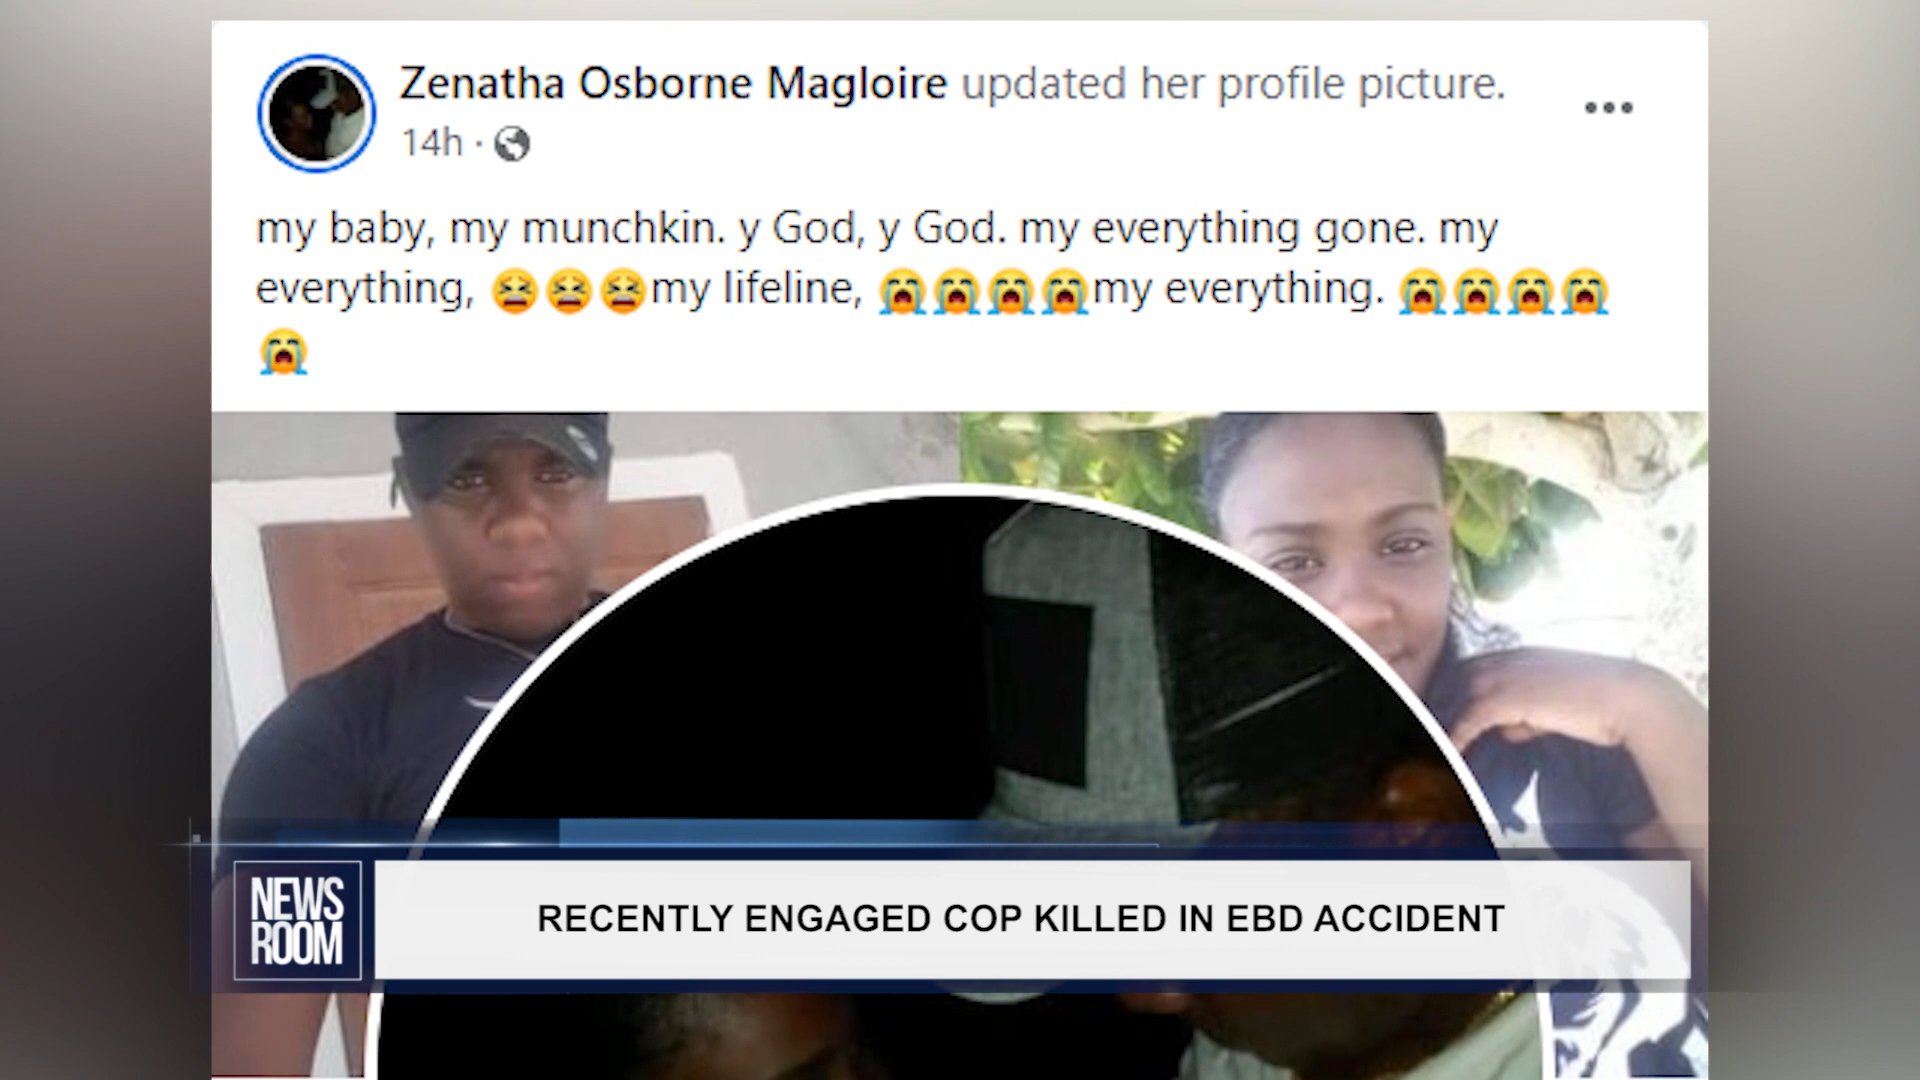 Zenatha Osborne Magloire updated her profile picture.
14h ·
my baby, my munchkin. y God, y God. my everything gone. my
everything, 😫😫😫my lifeline, 😭😭😭😭my everything. 😭😭😭😭
😭
NEWS
ROOM
RECENTLY ENGAGED COP KILLED IN EBD ACCIDENT